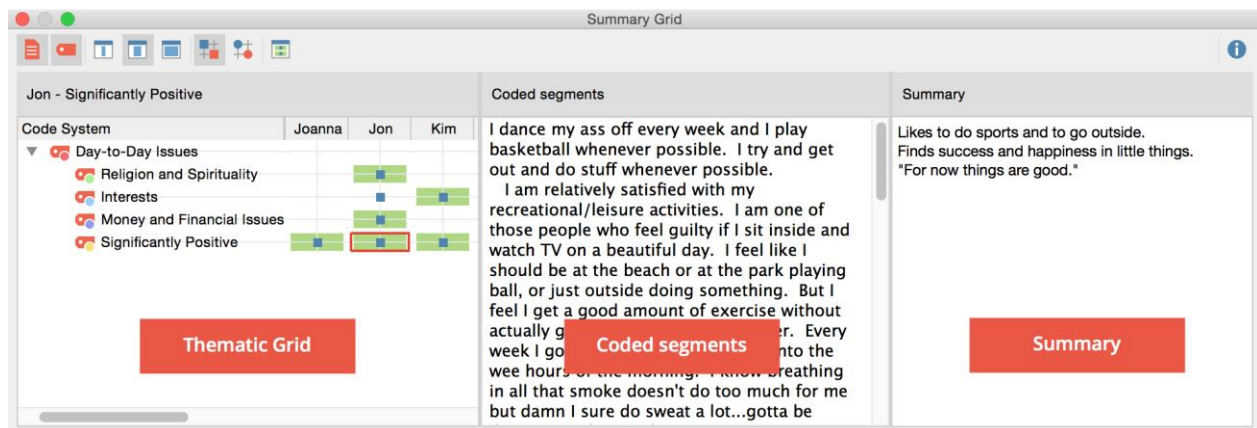 Summary Grid
Jon - Significantly Positive
Coded segments
Summary
Code System
Joanna
Jon
Kim
Day-to-Day Issues
Religion and Spirituality
Interests
Money and Financial Issues
Significantly Positive
Thematic Grid
I dance my ass off every week and I play
basketball whenever possible.  I try and get
out and do stuff whenever possible.
I am relatively satisfied with my
recreational/leisure activities.  I am one of
those people who feel guilty if I sit inside and
watch TV on a beautiful day.  I feel like I
should be at the beach or at the park playing
ball, or just outside doing something.  But I
feel I get a good amount of exercise without
actually
Every
week I go
into the
wee hours of the morning.  I know breathing
in all that smoke doesn't do too much for me
but damn I sure do sweat a lot...gotta be
Coded segments
Likes to do sports and to go outside.
Finds success and happiness in little things.
"For now things are good."
Summary